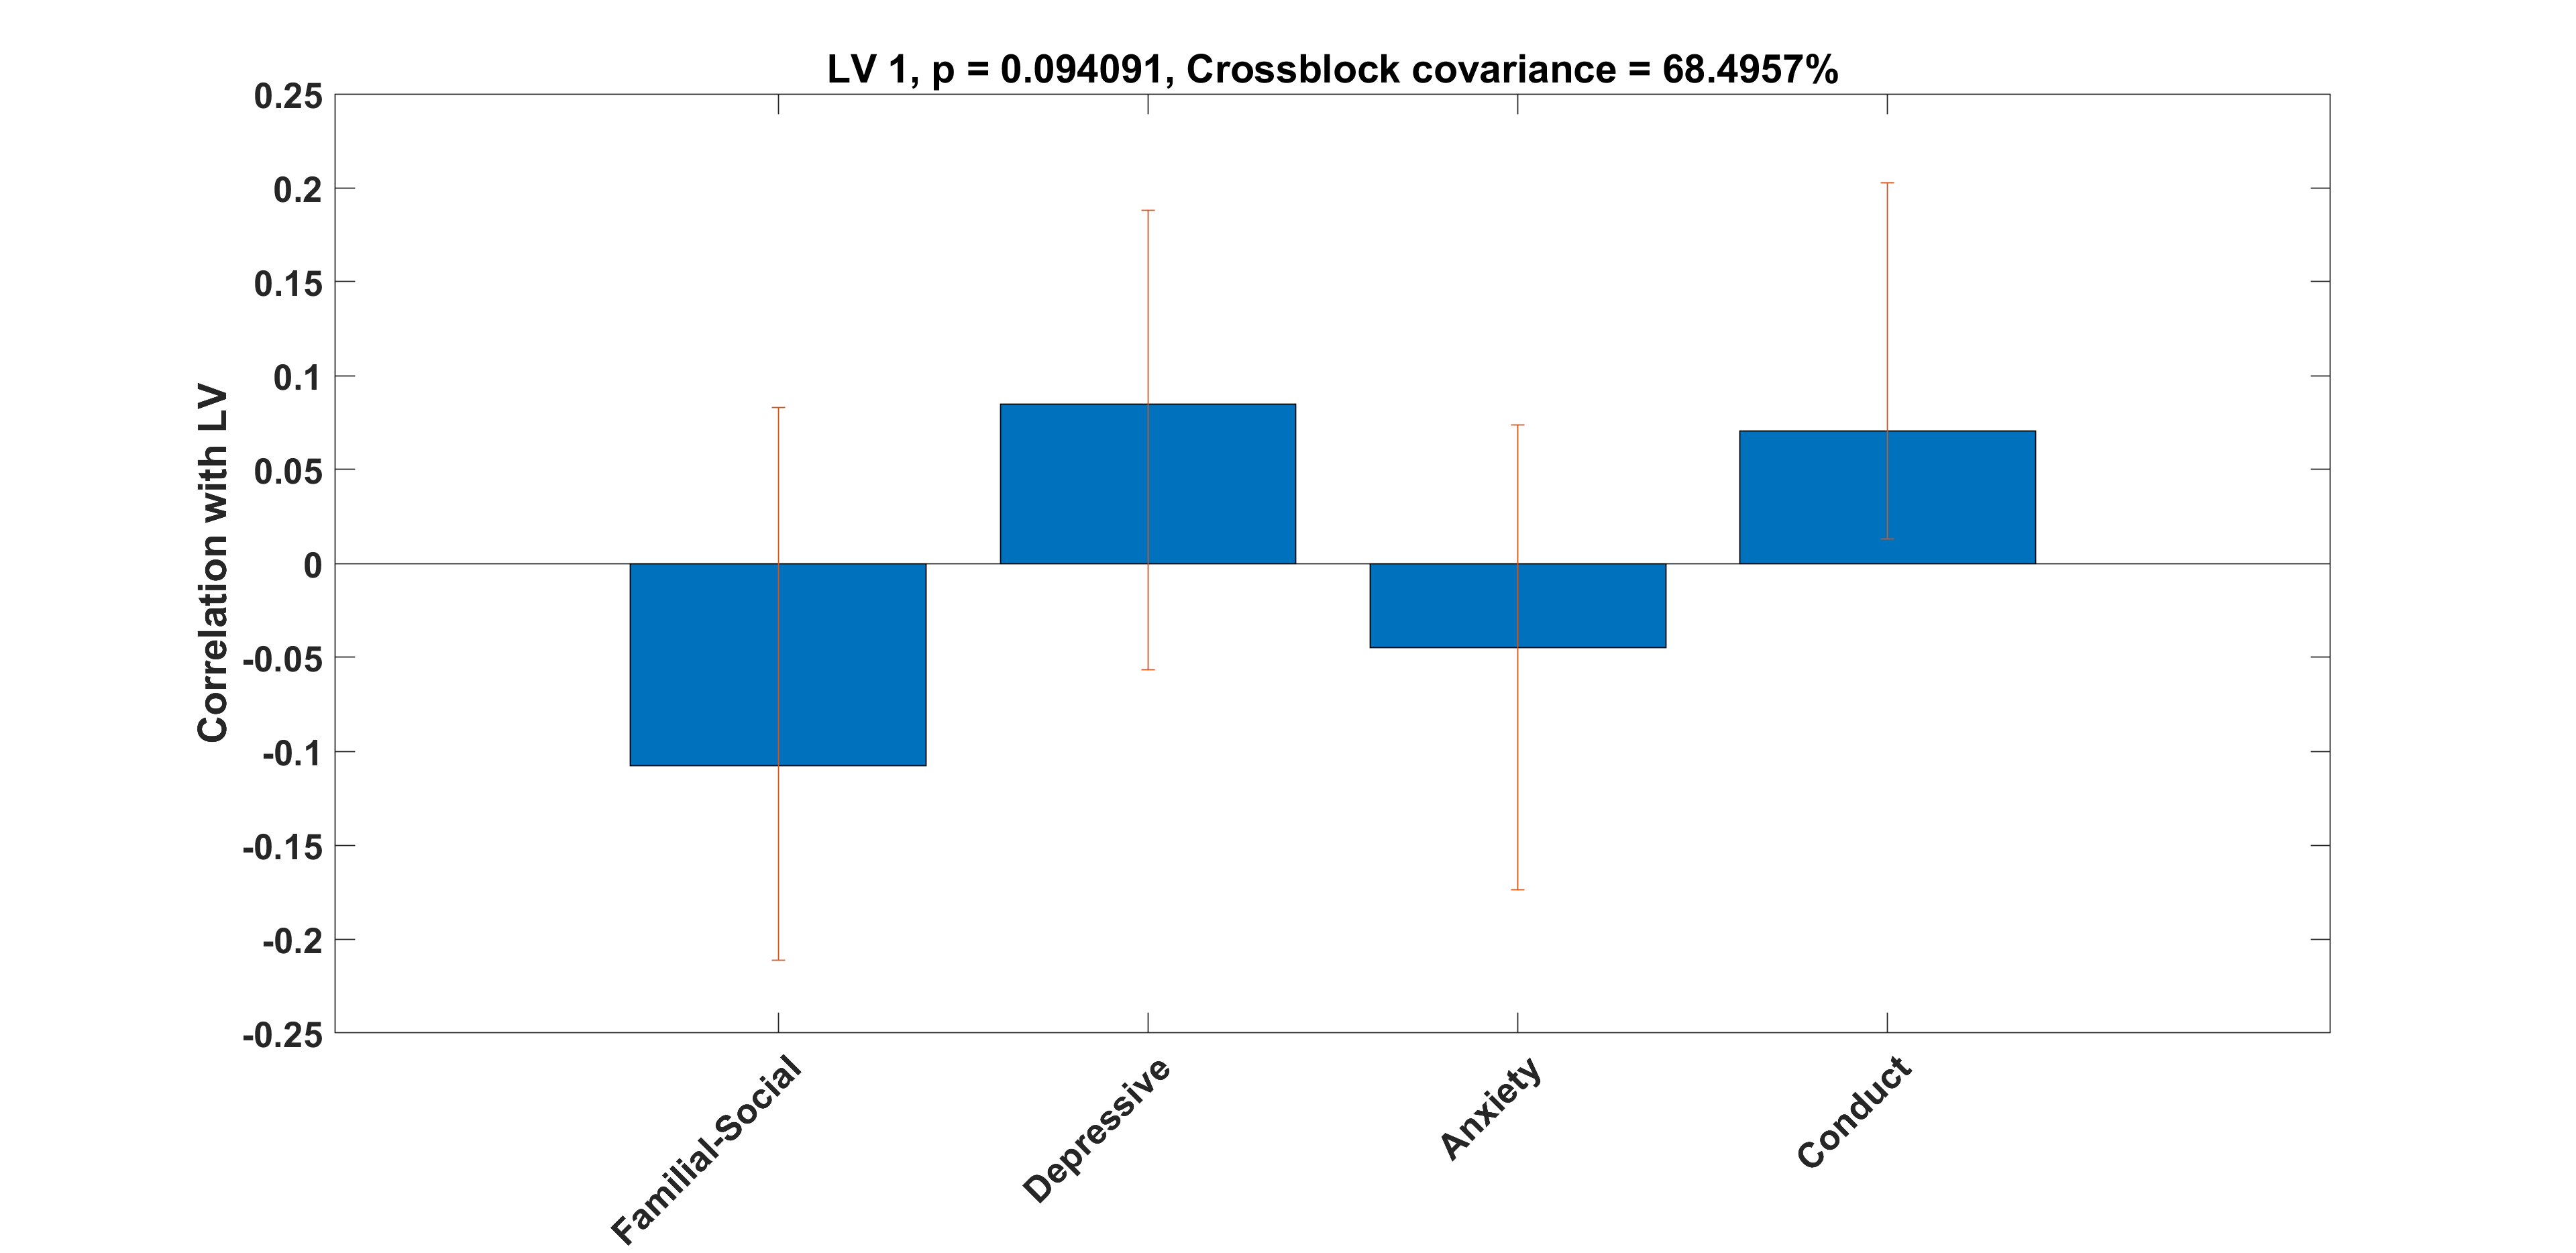 LV 1, p = 0.094091, Crossblock covariance = 68.4957%
0.25
0.2
0.15
0.1
0.05
0
-0.05
-0.1
-0.15
-0.2
-0.25
Correlation with LV
Familial-Social
Depressive
Anxiety
Conduct